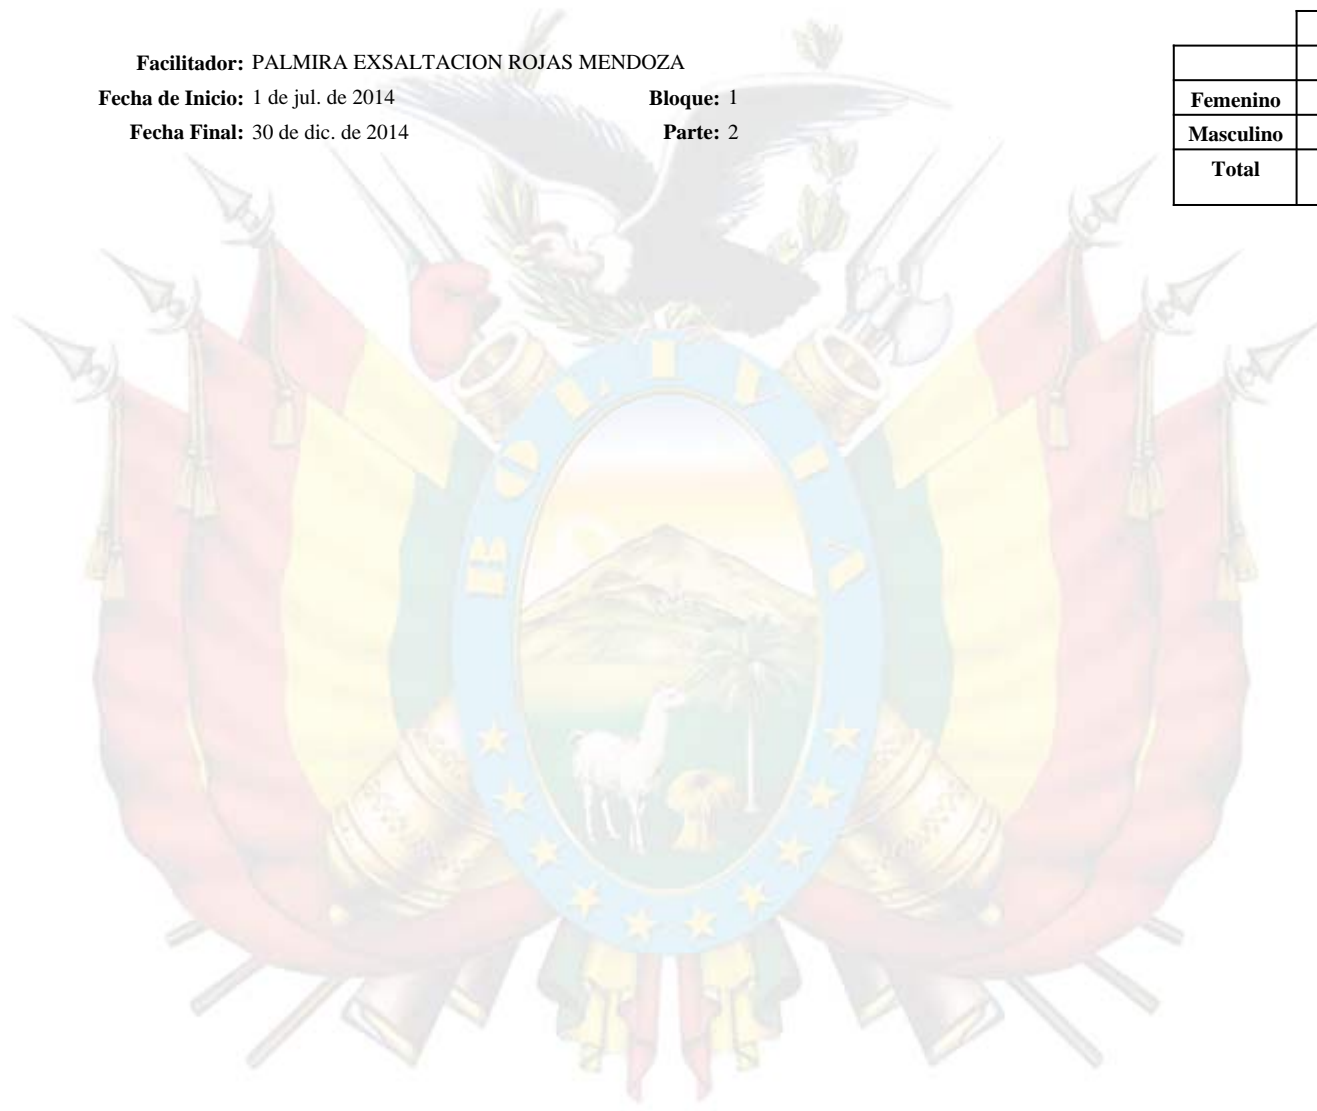 Facilitador: PALMIRA EXSALTACION ROJAS MENDOZA
Fecha de Inicio: 1 de jul. de 2014 Bloque: 1
Fecha Final: 30 de dic. de 2014 Parte: 2
Femenino
Masculino
Total
BOLIVIA